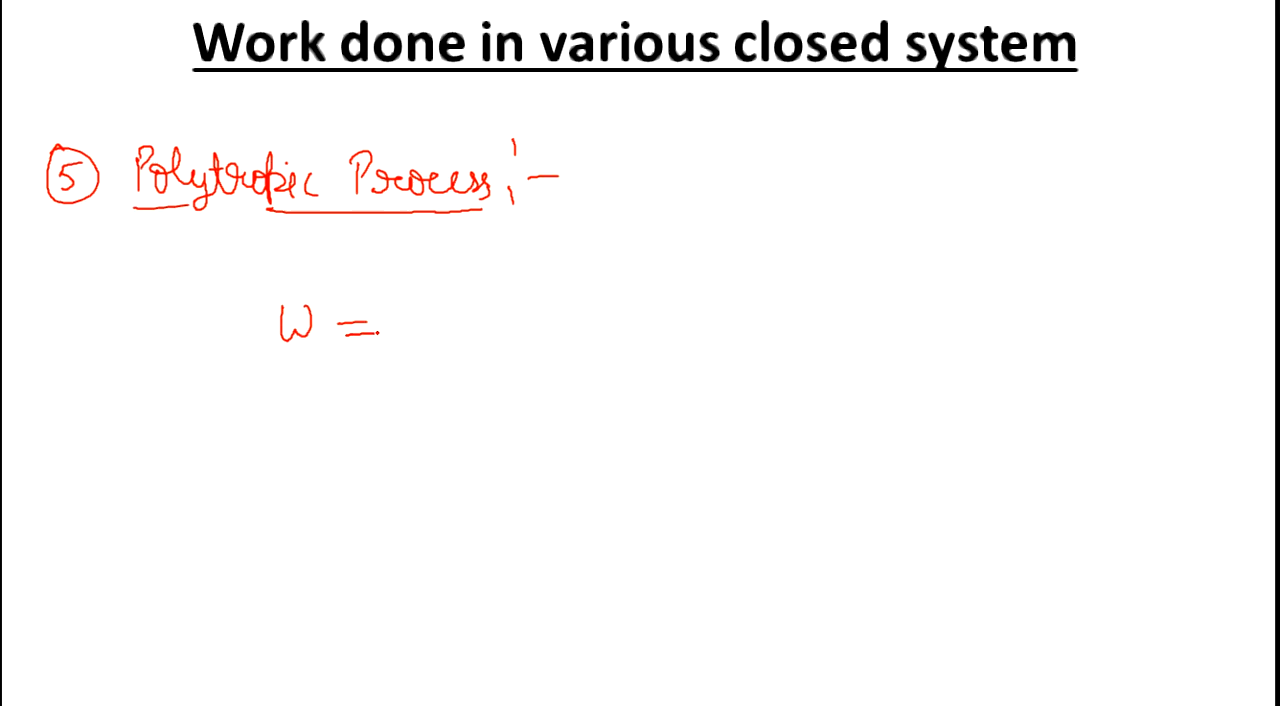 Work done in various closed system
⑤ Polytropic Process :-
W =